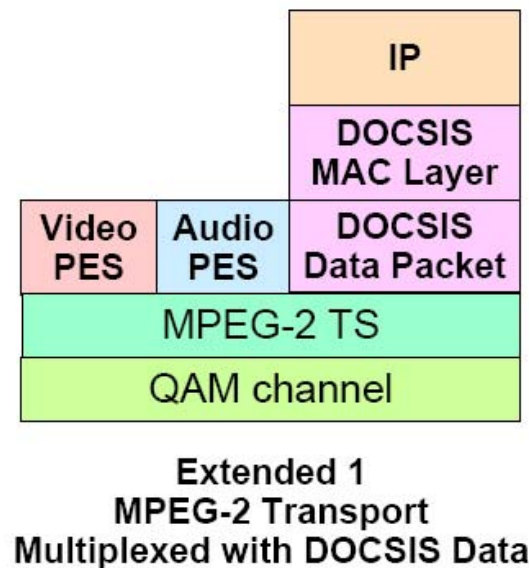 IP
DOCSIS
MAC Layer
Video
PES
Audio
PES
DOCSIS
Data Packet
MPEG-2 TS
QAM channel
Extended 1
MPEG-2 Transport
Multiplexed with DOCSIS Data